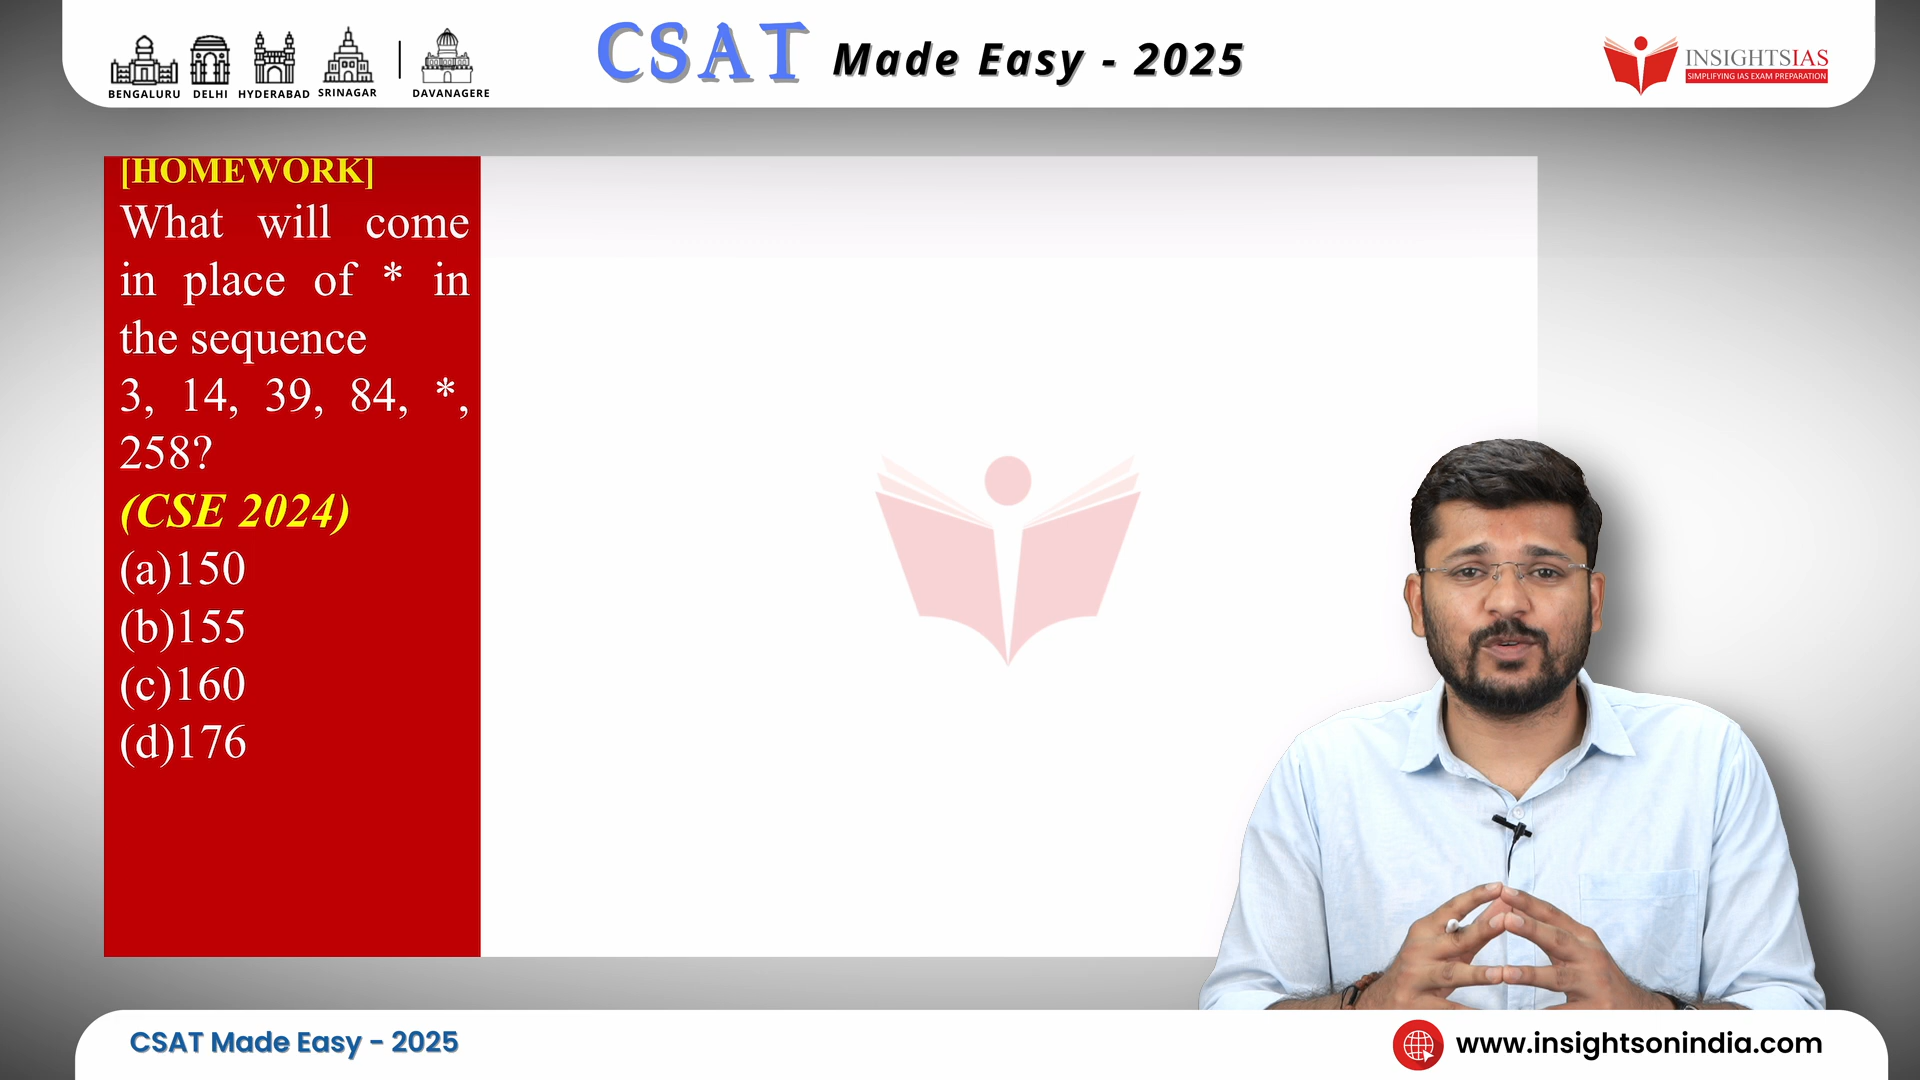 BENGALURU DELHI HYDERABAD SRINAGAR DAVANAGERE
CSAT Made Easy - 2025
INSIGHTSIAS
SIMPLIFYING IAS EXAM PREPARATION
[HOMEWORK]
What will come
in place of * in
the sequence
3, 14, 39, 84, *,
258?
(CSE 2024)
(a)150
(b)155
(c)160
(d)176
CSAT Made Easy - 2025
www.insightsonindia.com